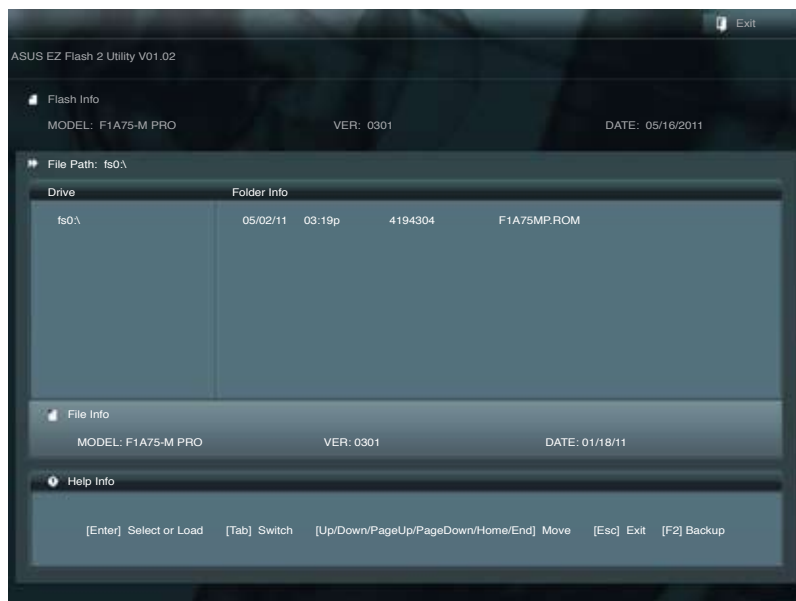 Exit
ASUS EZ Flash 2 Utility V01.02
Flash Info
MODEL: F1A75-M PRO VER: 0301 DATE: 05/16/2011
File Path: fs0:\
Drive Folder Info
fs0:\ 05/02/11 03:19p 4194304 F1A75MP.ROM
File Info
MODEL: F1A75-M PRO VER: 0301 DATE: 01/18/11
Help Info
[Enter] Select or Load [Tab] Switch [Up/Down/PageUp/PageDown/Home/End] Move [Esc] Exit [F2] Backup